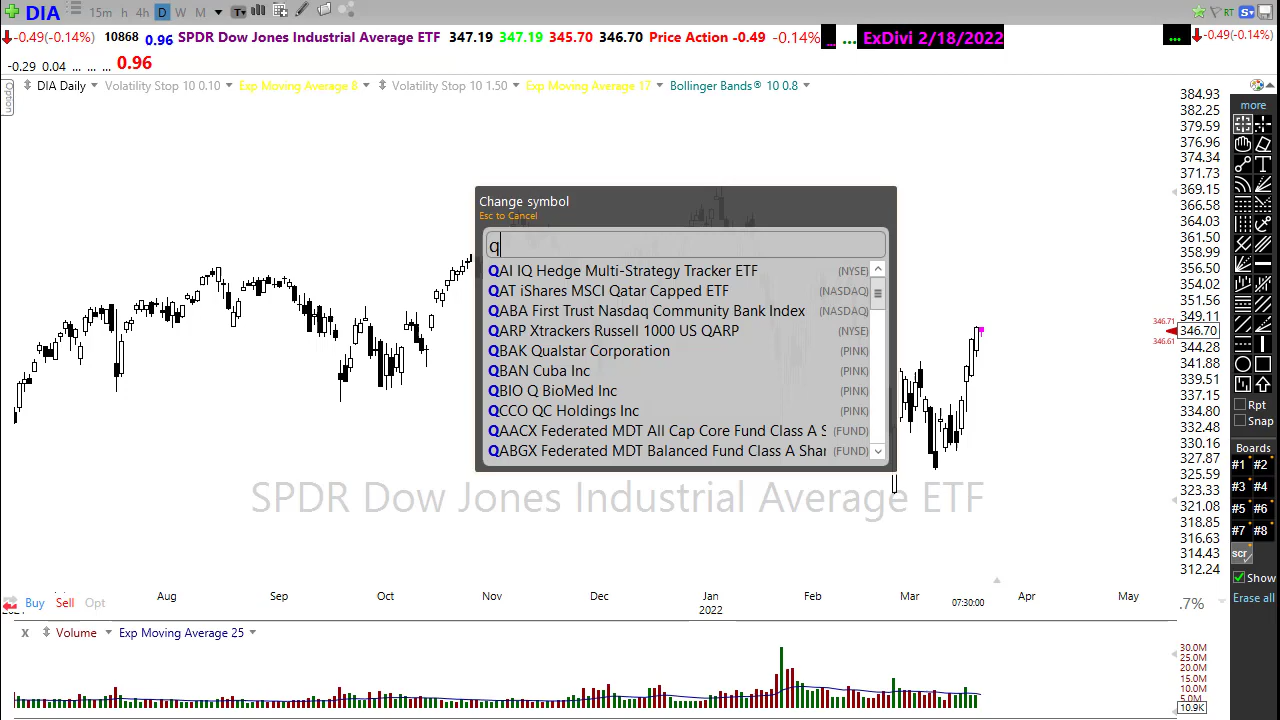 DIA 15m h 4h D W M T RT S
-0.49(-0.14%) 10868 0.96 SPDR Dow Jones Industrial Average ETF 347.19 347.19 345.70 346.70 Price Action -0.49 -0.14% ... ... ExDivi 2/18/2022 ... -0.49(-0.14%)
-0.29 0.04 ... ... ... 0.96
Option
DIA Daily Volatility Stop 10 0.10 Exp Moving Average 8 Volatility Stop 10 1.50 Exp Moving Average 17 Bollinger Bands® 10 0.8
384.93
382.25
379.59
376.74
374.37
369.15
366.58
364.03
361.50
358.99
356.50
354.02
351.56
349.11
346.71
346.70
346.61
344.28
341.88
339.51
337.15
334.80
332.48
330.16
327.87
325.59
323.33
321.08
318.85
316.63
314.43
312.24
more
T
Rpt
Snap
Boards
#1 #2
#3 #4
#5 #6
#7 #8
scr
Show
Erase all
Change symbol
Esc to Cancel
q
QAI IQ Hedge Multi-Strategy Tracker ETF (NYSE)
QAT iShares MSCI Qatar Capped ETF (NASDAQ)
QABA First Trust Nasdaq Community Bank Index (NASDAQ)
QARP Xtrackers Russell 1000 US QARP (NYSE)
QBAK Qualstar Corporation (PINK)
QBAN Cuba Inc (PINK)
QBIO Q BioMed Inc (PINK)
QCCO QC Holdings Inc (PINK)
QAACX Federated MDT All Cap Core Fund Class A S (FUND)
QABGX Federated MDT Balanced Fund Class A Shar (FUND)
SPDR Dow Jones Industrial Average ETF
Buy Sell Opt
Aug Sep Oct Nov Dec Jan Feb Mar Apr May
2022 07:30:00
.7%
x Volume Exp Moving Average 25
30.0M
25.0M
20.0M
15.0M
10.0M
5.0M
10.9K